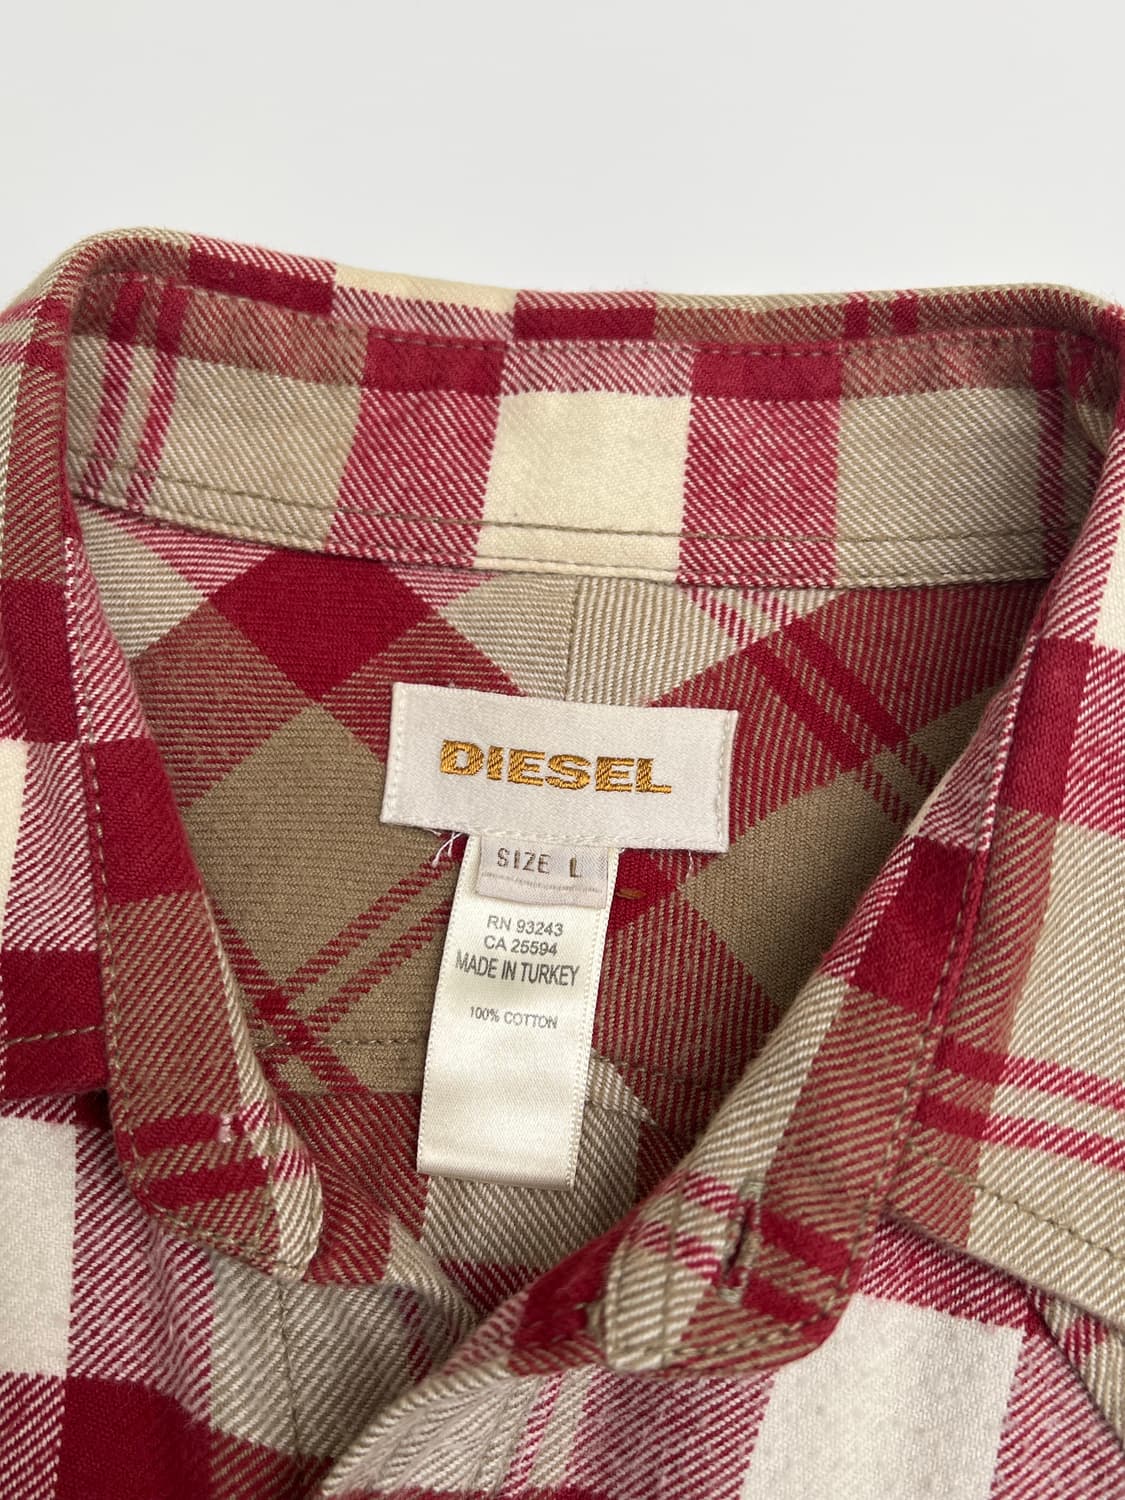 DIESEL
SIZE L
RN 93243
CA 25594
MADE IN TURKEY
100% COTTON